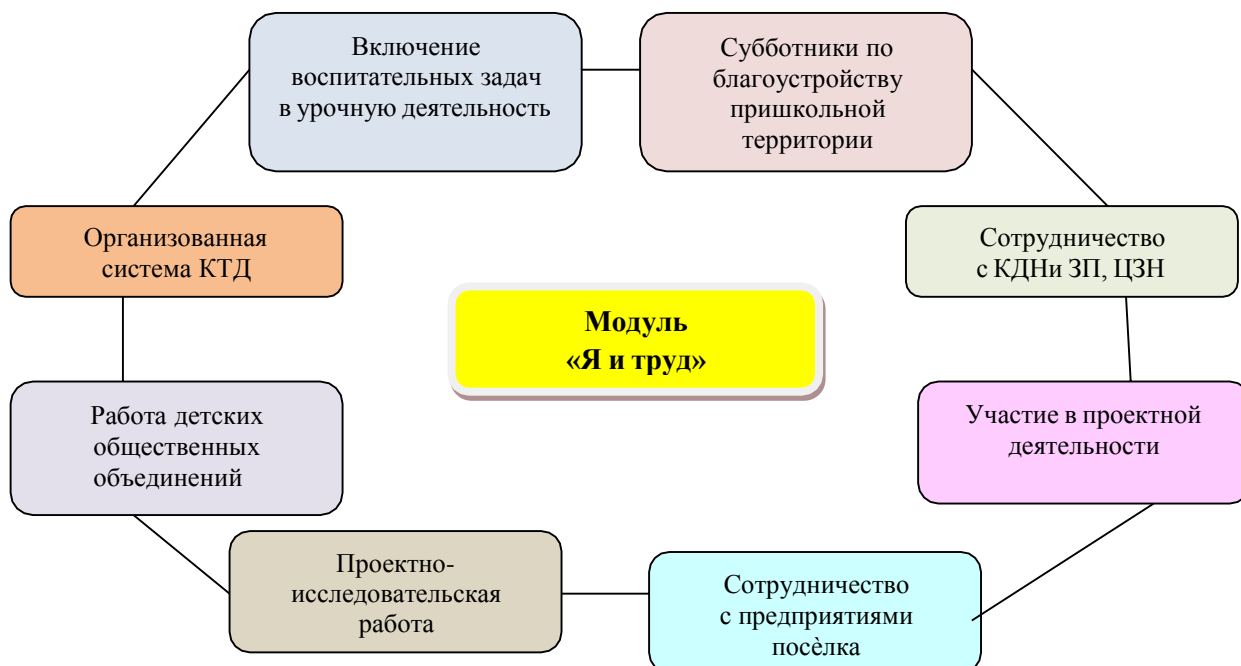 Включение
воспитательных задач
в урочную деятельность
Субботники по
благоустройству
пришкольной
территории
Организованная
система КТД
Сотрудничество
с КДНи ЗП, ЦЗН
Модуль
«Я и труд»
Работа детских
общественных
объединений
Участие в проектной
деятельности
Проектно-
исследовательская
работа
Сотрудничество
с предприятиями
посѐлка